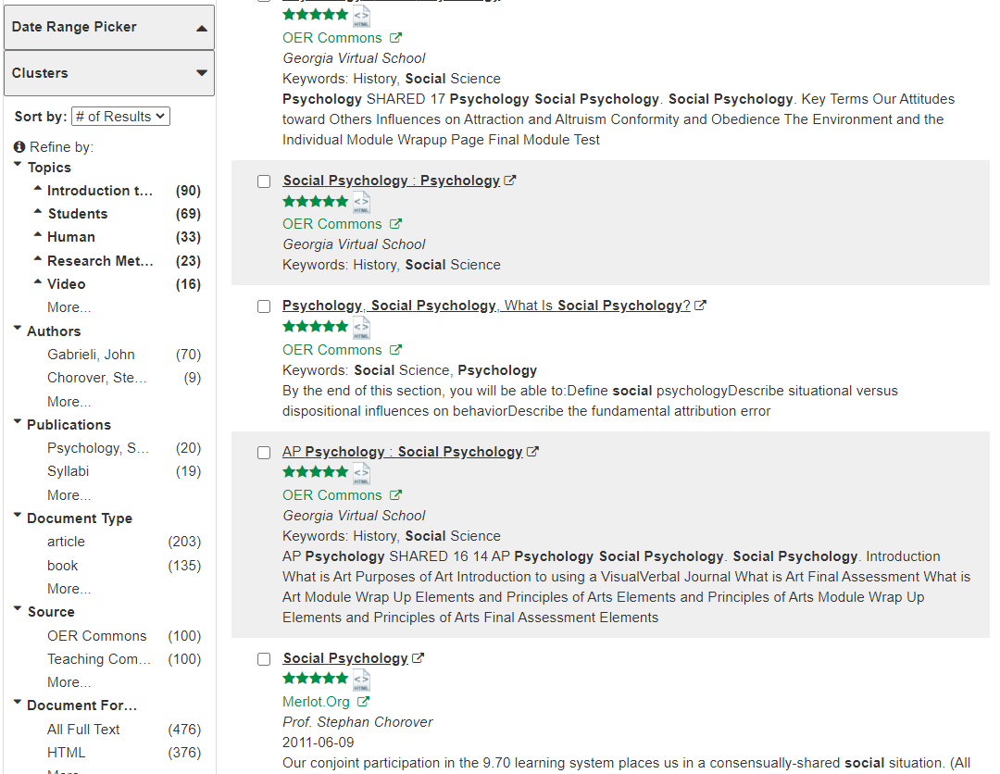 Date Range Picker
Clusters
Sort by: # of Results
Refine by:
Topics
Introduction t... (90)
Students (69)
Human (33)
Research Met... (23)
Video (16)
More...
Authors
Gabrieli, John (70)
Chorover, Ste... (9)
More...
Publications
Psychology, S... (20)
Syllabi (19)
More...
Document Type
article (203)
book (135)
More...
Source
OER Commons (100)
Teaching Com... (100)
More...
Document For...
All Full Text (476)
HTML (376)
OER Commons
Georgia Virtual School
Keywords: History, Social Science
Psychology SHARED 17 Psychology Social Psychology. Social Psychology. Key Terms Our Attitudes
toward Others Influences on Attraction and Altruism Conformity and Obedience The Environment and the
Individual Module Wrapup Page Final Module Test
Social Psychology : Psychology
HTML
OER Commons
Georgia Virtual School
Keywords: History, Social Science
Psychology, Social Psychology, What Is Social Psychology?
HTML
OER Commons
Keywords: Social Science, Psychology
By the end of this section, you will be able to:Define social psychologyDescribe situational versus
dispositional influences on behaviorDescribe the fundamental attribution error
AP Psychology : Social Psychology
HTML
OER Commons
Georgia Virtual School
Keywords: History, Social Science
AP Psychology SHARED 16 14 AP Psychology Social Psychology. Social Psychology. Introduction
What is Art Purposes of Art Introduction to using a VisualVerbal Journal What is Art Final Assessment What is
Art Module Wrap Up Elements and Principles of Arts Elements and Principles of Arts Module Wrap Up
Elements and Principles of Arts Final Assessment Elements
Social Psychology
HTML
Merlot.Org
Prof. Stephan Chorover
2011-06-09
Our conjoint participation in the 9.70 learning system places us in a consensually-shared social situation. (All